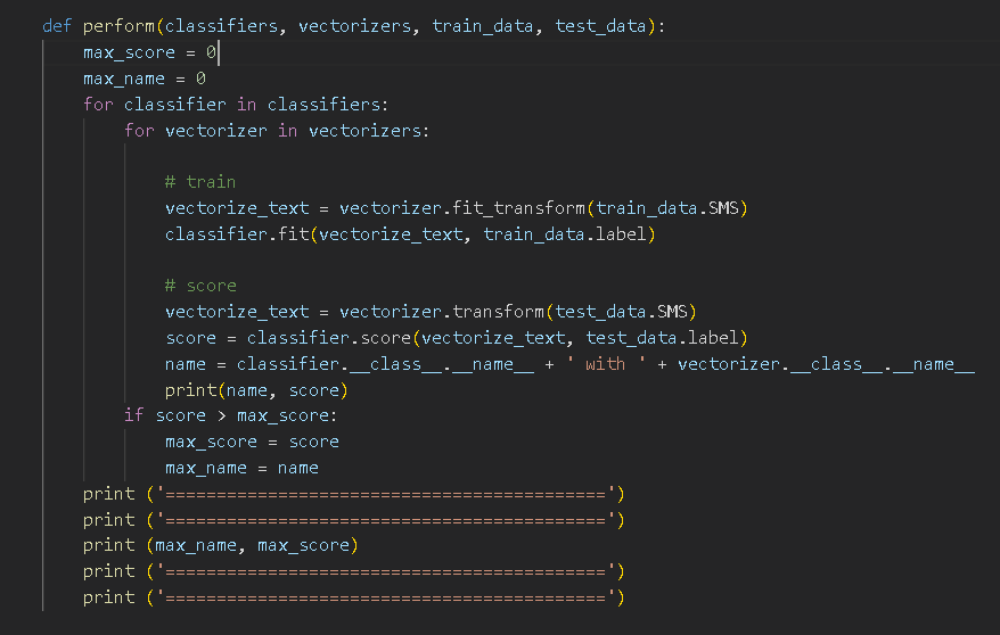 def perform(classifiers, vectorizers, train_data, test_data):
    max_score = 0
    max_name = 0
    for classifier in classifiers:
        for vectorizer in vectorizers:

            # train
            vectorize_text = vectorizer.fit_transform(train_data.SMS)
            classifier.fit(vectorize_text, train_data.label)

            # score
            vectorize_text = vectorizer.transform(test_data.SMS)
            score = classifier.score(vectorize_text, test_data.label)
            name = classifier.__class__.__name__ + ' with ' + vectorizer.__class__.__name__
            print(name, score)
        if score > max_score:
            max_score = score
            max_name = name
    print ('===========================================')
    print ('===========================================')
    print (max_name, max_score)
    print ('===========================================')
    print ('===========================================')